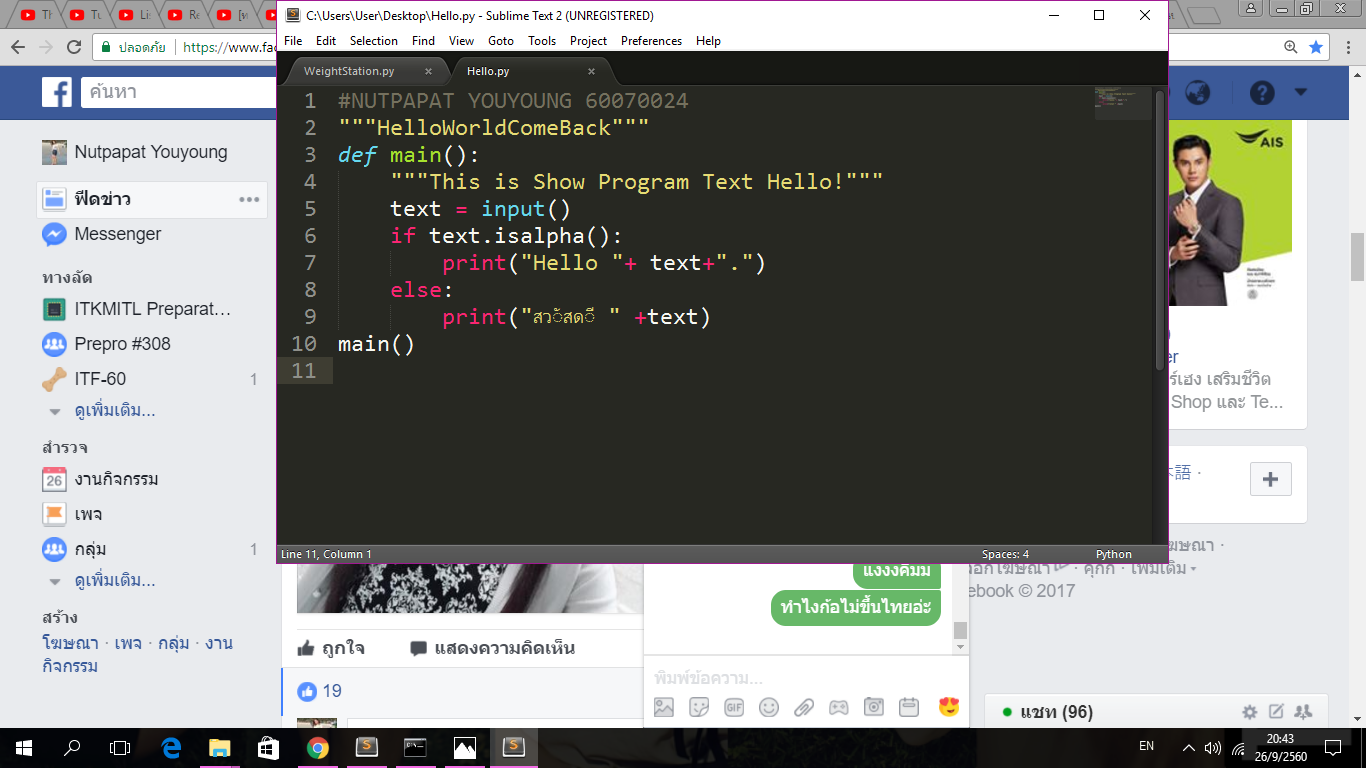 Th
Tu
Lis
Re
[ท
C:\Users\User\Desktop\Hello.py - Sublime Text 2 (UNREGISTERED)
File Edit Selection Find View Goto Tools Project Preferences Help
ปลอดภัย https://www.fac
WeightStation.py × Hello.py ×
1 #NUTPAPAT YOUYOUNG 60070024
2 """HelloWorldComeBack"""
3 def main():
4 """This is Show Program Text Hello!"""
5 text = input()
6 if text.isalpha():
7 print("Hello "+ text+".")
8 else:
9 print("สวัสดี " +text)
10 main()
11
Line 11, Column 1 Spaces: 4 Python
ค้นหา
Nutpapat Youyoung
ฟีดข่าว
Messenger
ทางลัด
ITKMITL Preparat...
Prepro #308
ITF-60 1
ดูเพิ่มเติม...
สำรวจ
26 งานกิจกรรม
เพจ
กลุ่ม 1
ดูเพิ่มเติม...
สร้าง
โฆษณา · เพจ · กลุ่ม · งาน
กิจกรรม
ถูกใจ แสดงความคิดเห็น
19
แงงงคืมม
ทำไงก้อไม่ขึ้นไทยอ่ะ
พิมพ์ข้อความ...
GIF
AIS
er
ร์เฮง เสริมชีวิต
Shop และ Te...
本語 ·
ฆษณา ·
คุกกี้ · เพิ่มเติม
ebook © 2017
แชท (96)
EN
20:43
26/9/2560